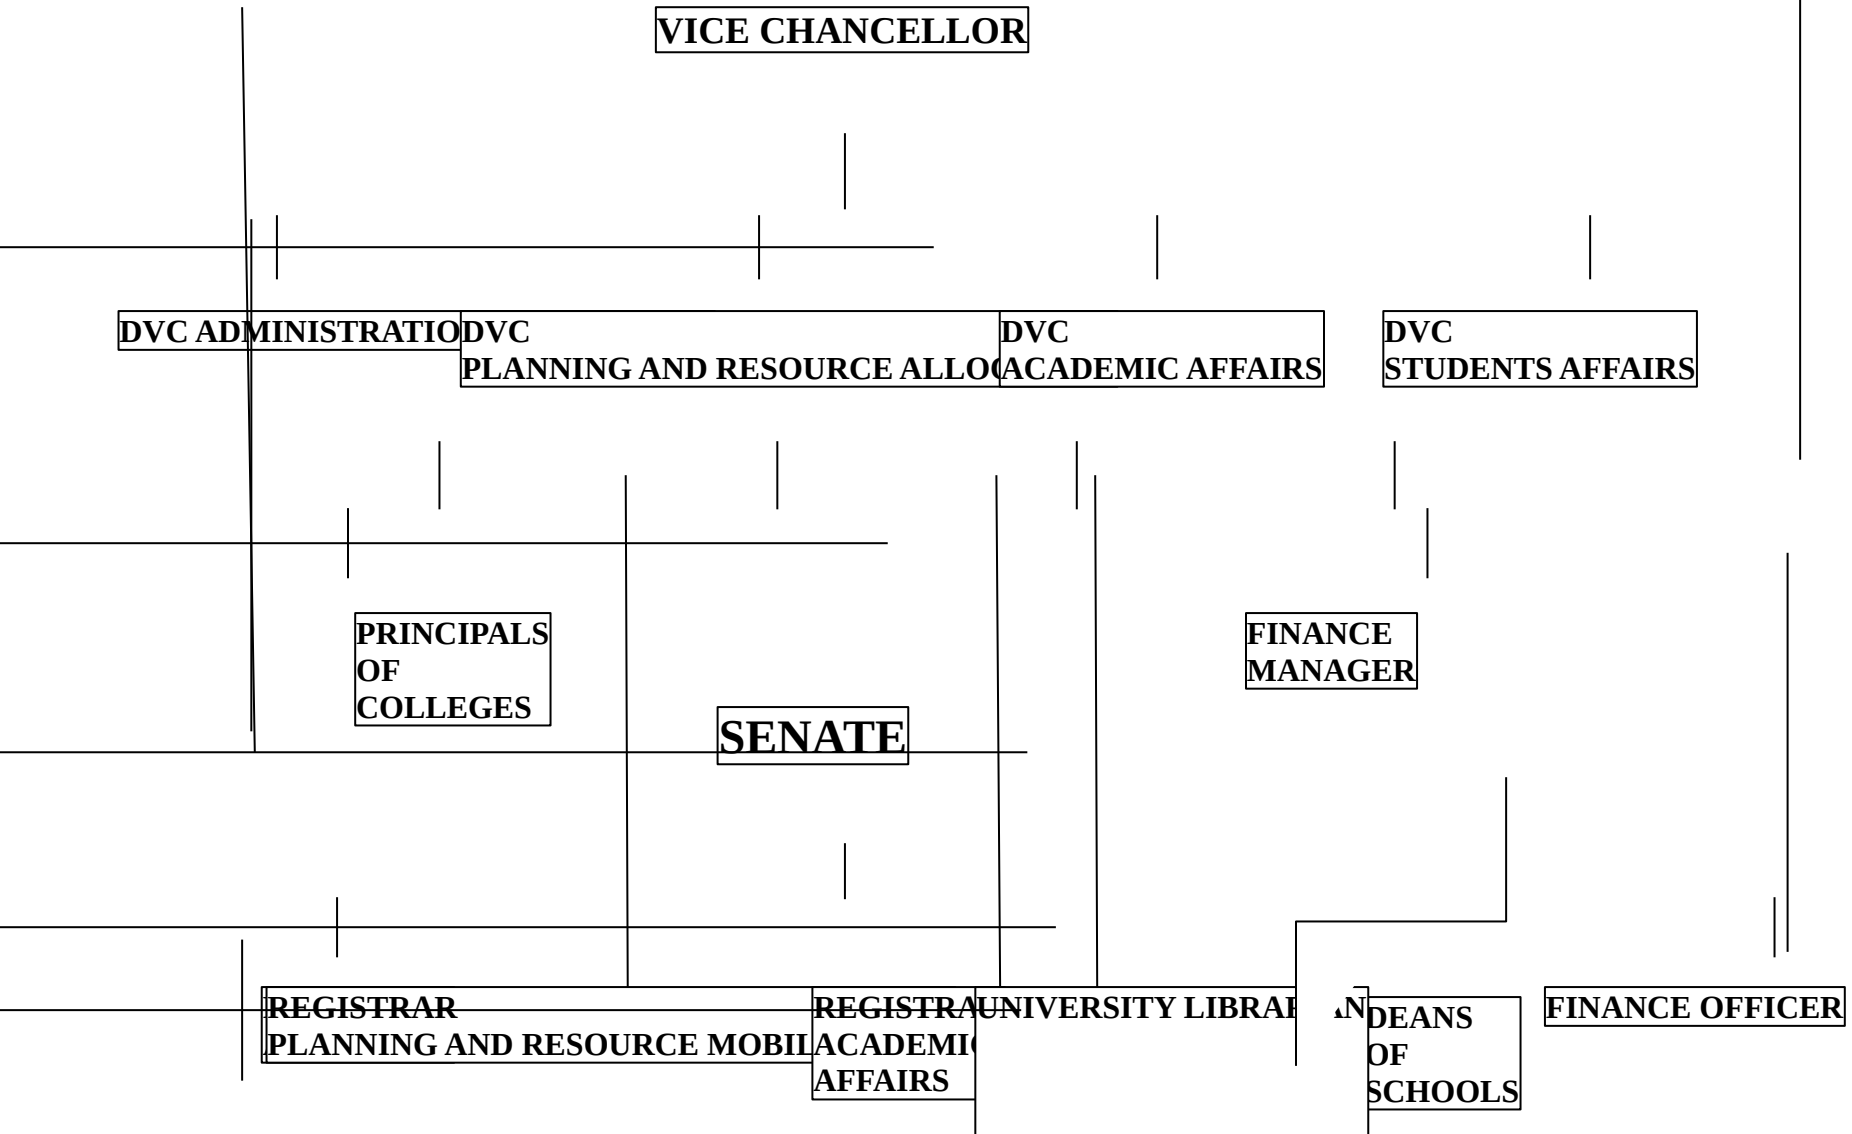 VICE CHANCELLOR
DVC ADMINISTRATIO
DVC
PLANNING AND RESOURCE ALLOC
DVC
ACADEMIC AFFAIRS
DVC
STUDENTS AFFAIRS
PRINCIPALS
OF
COLLEGES
FINANCE
MANAGER
SENATE
REGISTRAR
PLANNING AND RESOURCE MOBIL
REGISTRA
ACADEMIC
AFFAIRS
UNIVERSITY
DEANS
OF
SCHOOLS
FINANCE OFFICER